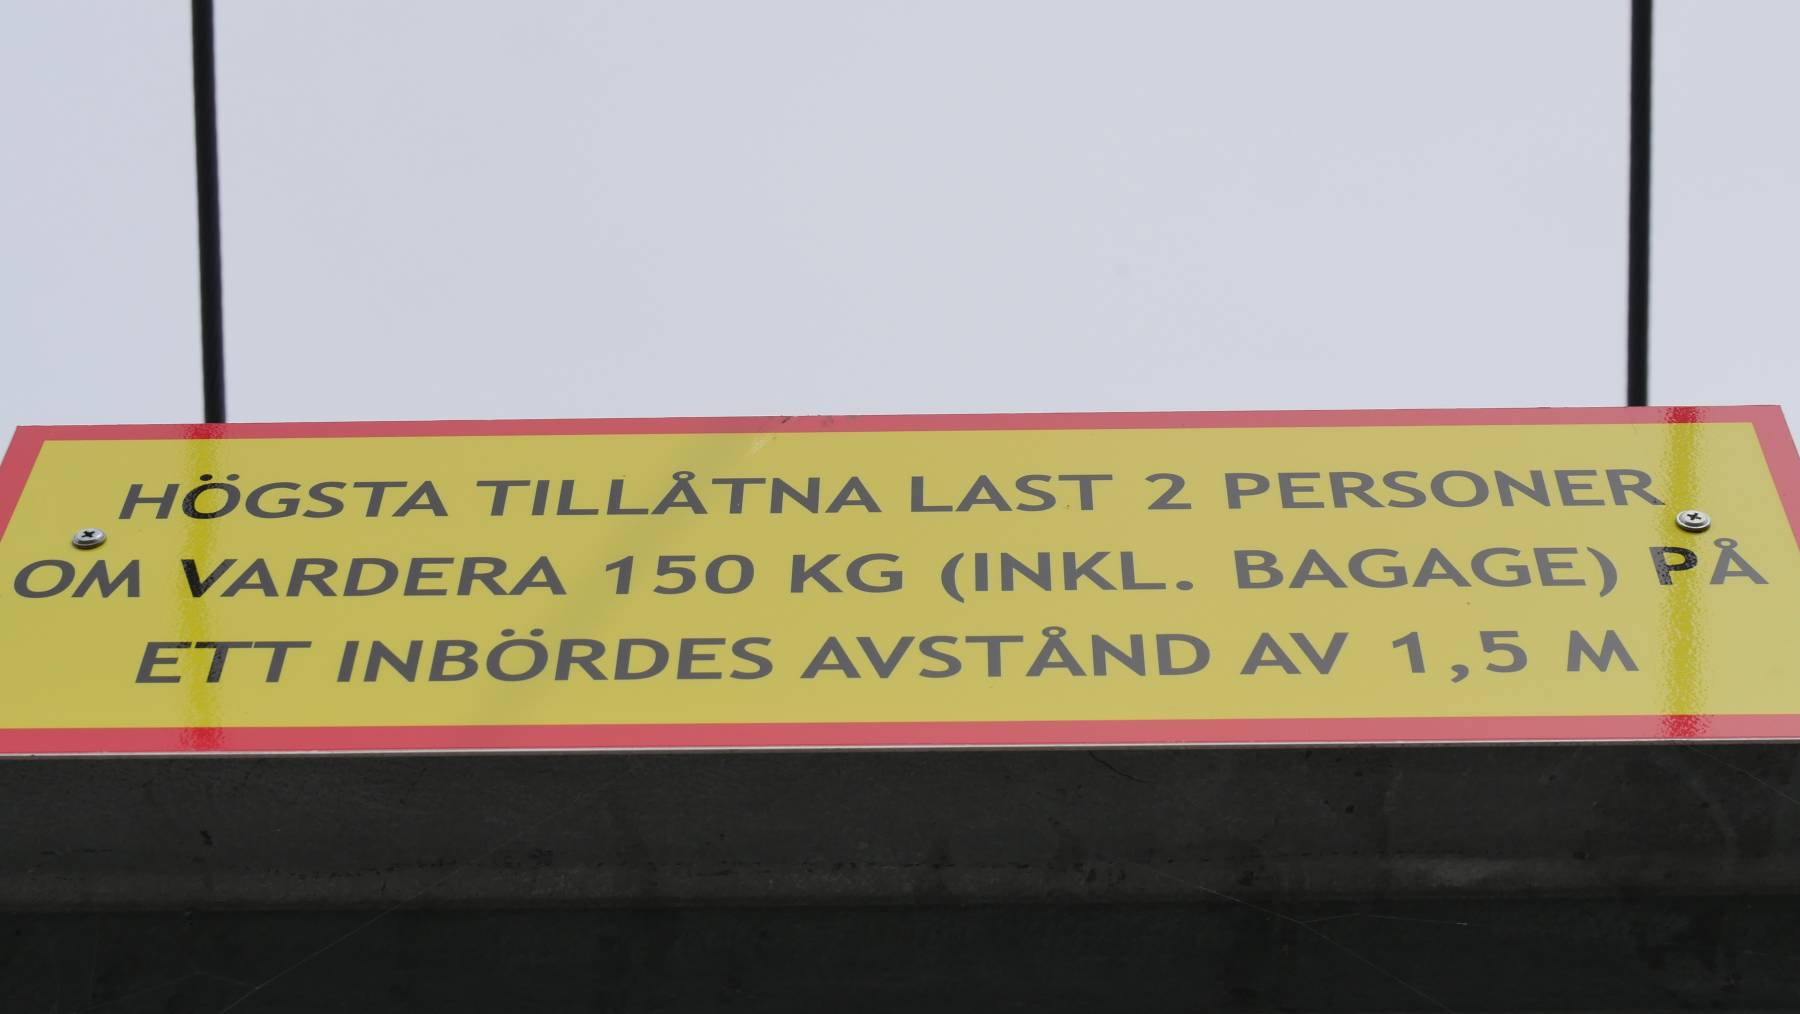 HÖGSTA TILLÅTNA LAST 2 PERSONER
OM VARDERA 150 KG (INKL. BAGAGE) PÅ
ETT INBÖRDES AVSTÅND AV 1,5 M